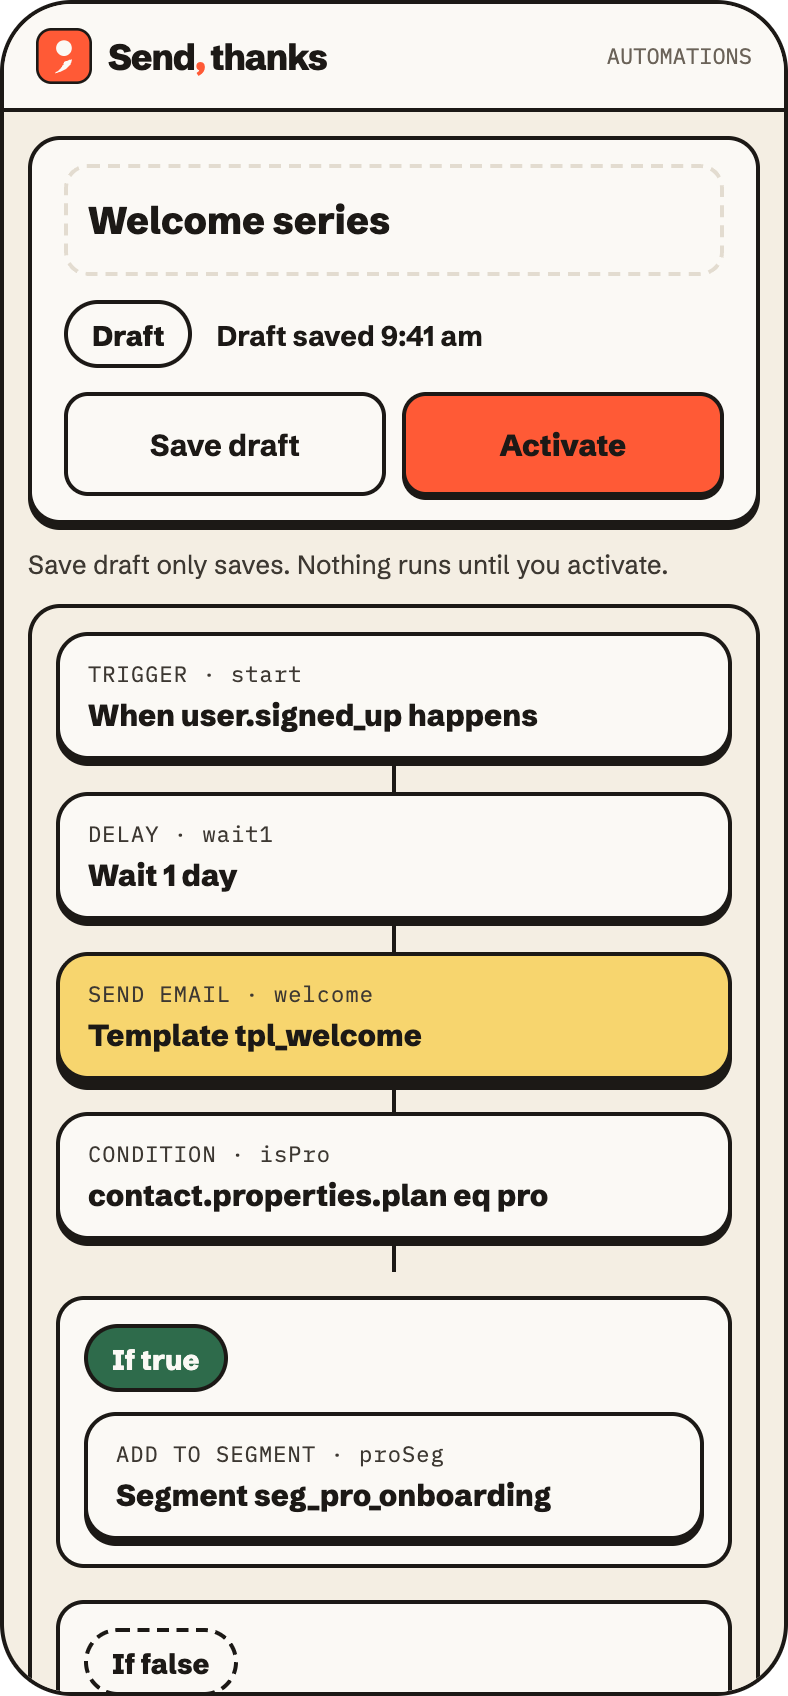 Send, thanks
AUTOMATIONS
Welcome series
Draft
Draft saved 9:41 am
Save draft
Activate
Save draft only saves. Nothing runs until you activate.
TRIGGER · start
When user.signed_up happens
DELAY · wait1
Wait 1 day
SEND EMAIL · welcome
Template tpl_welcome
CONDITION · isPro
contact.properties.plan eq pro
If true
ADD TO SEGMENT · proSeg
Segment seg_pro_onboarding
If false